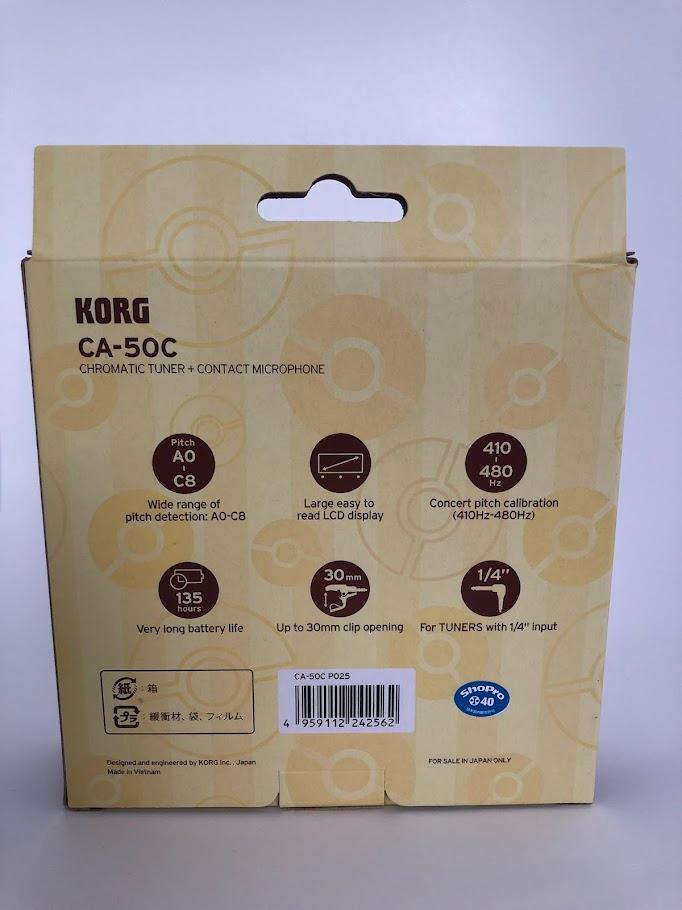 KORG
CA-50C
CHROMATIC TUNER + CONTACT MICROPHONE
Pitch
A0
-
C8
Wide range of
pitch detection: A0-C8
Large easy to
read LCD display
410
-
480
Hz
Concert pitch calibration
(410Hz-480Hz)
135
hours
Very long battery life
30mm
Up to 30mm clip opening
1/4"
For TUNERS with 1/4" input
紙 : 箱
プラ : 緩衝材、袋、フィルム
CA-50C P025
4 959112 242562
ShoPro
40
Designed and engineered by KORG Inc., Japan
Made in Vietnam
FOR SALE IN JAPAN ONLY